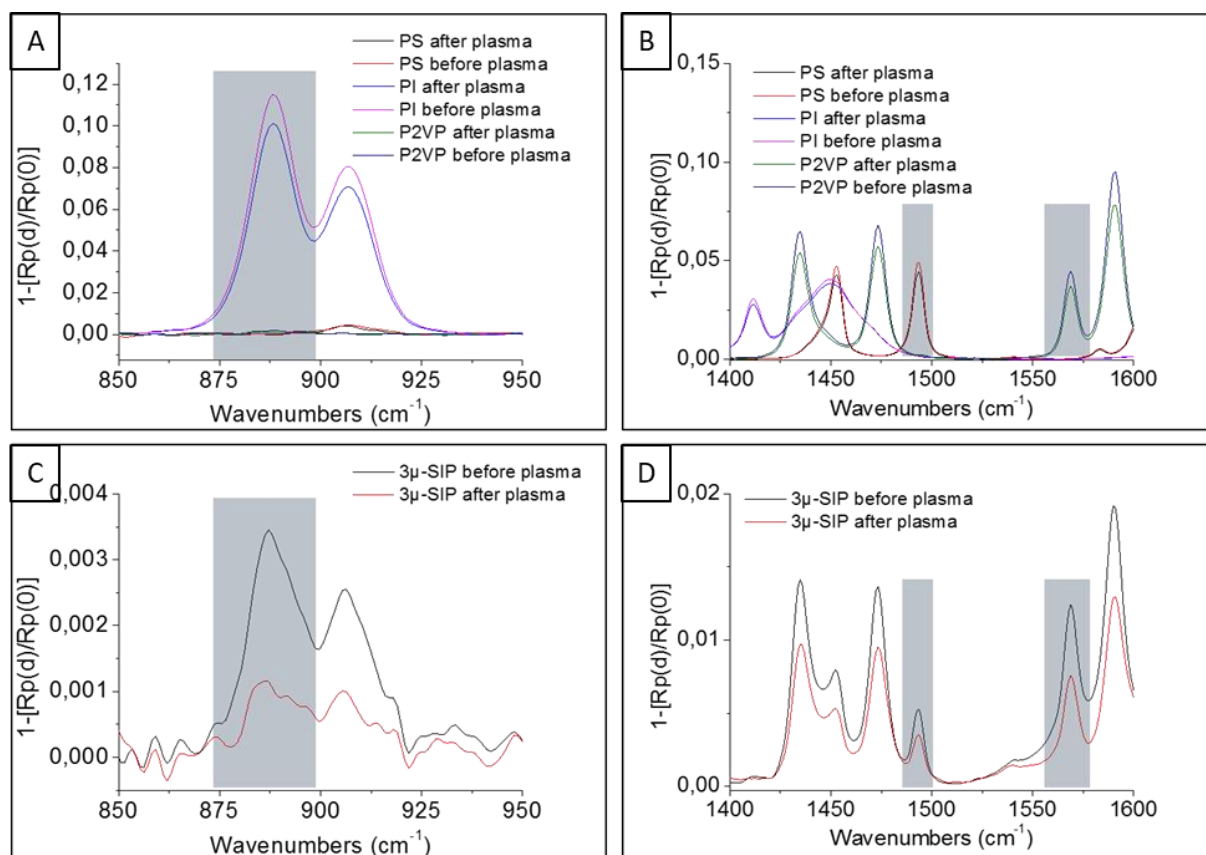 A
PS after plasma
PS before plasma
PI after plasma
PI before plasma
P2VP after plasma
P2VP before plasma
0,12
0,10
0,08
0,06
0,04
0,02
0,00
1-[Rp(d)/Rp(0)]
850 875 900 925 950
Wavenumbers (cm⁻¹)
B
PS after plasma
PS before plasma
PI after plasma
PI before plasma
P2VP after plasma
P2VP before plasma
0,15
0,10
0,05
0,00
1-[Rp(d)/Rp(0)]
1400 1450 1500 1550 1600
Wavenumbers (cm⁻¹)
C
3µ-SIP before plasma
3µ-SIP after plasma
0,004
0,003
0,002
0,001
0,000
1-[Rp(d)/Rp(0)]
850 875 900 925 950
Wavenumbers (cm⁻¹)
D
3µ-SIP before plasma
3µ-SIP after plasma
0,02
0,01
0,00
1-[Rp(d)/Rp(0)]
1400 1450 1500 1550 1600
Wavenumbers (cm⁻¹)